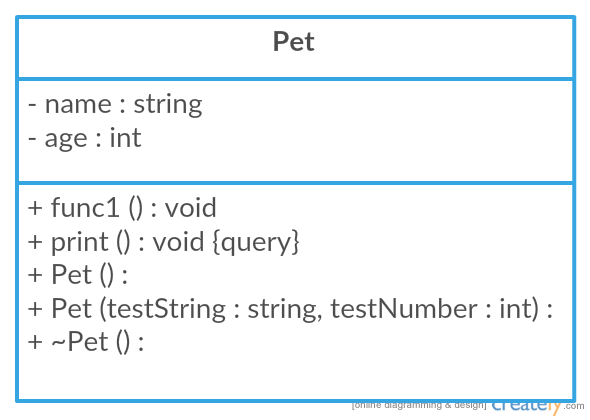 Pet
- name : string
- age : int
+ func1 () : void
+ print () : void {query}
+ Pet () :
+ Pet (testString : string, testNumber : int) :
+ ~Pet () :
[online diagramming & design] creately.com